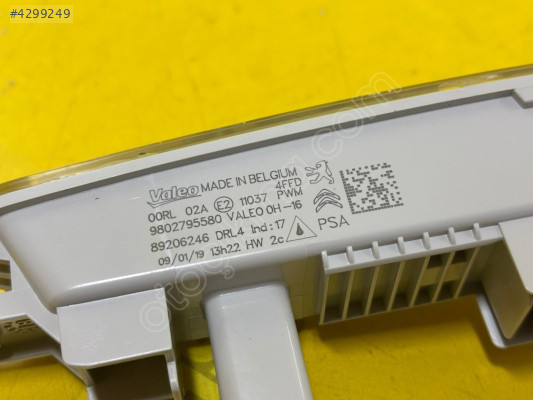 #4299249
Valeo MADE IN BELGIUM
4FFD
00RL 02A E2 11037 PWM
9802795580 VALEO 0H-16
89206246 DRL4 Ind:17
09/01/19 13h22 HW 2c
PSA